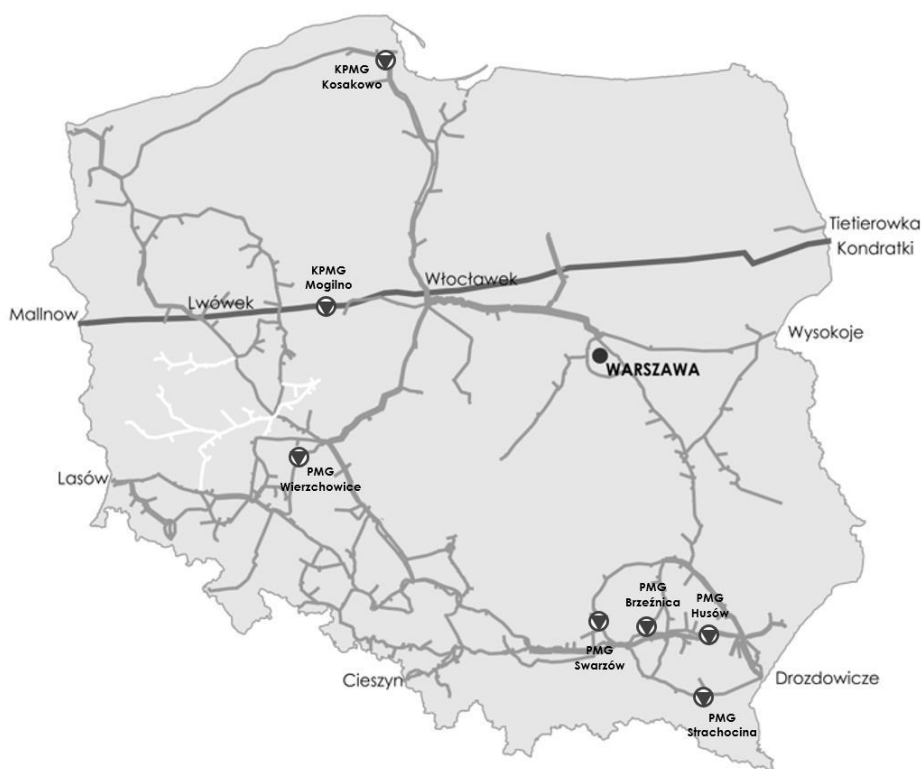 KPMG
Kosakowo
Tietierowka
Kondratki
KPMG
Mogilno
Włocławek
Lwówek
Mallnow
Wysokoje
WARSZAWA
Lasów
PMG
Wierzchowice
PMG
Brzeźnica
PMG
Husów
PMG
Swarzów
Cieszyn
Drozdowicze
PMG
Strachocina